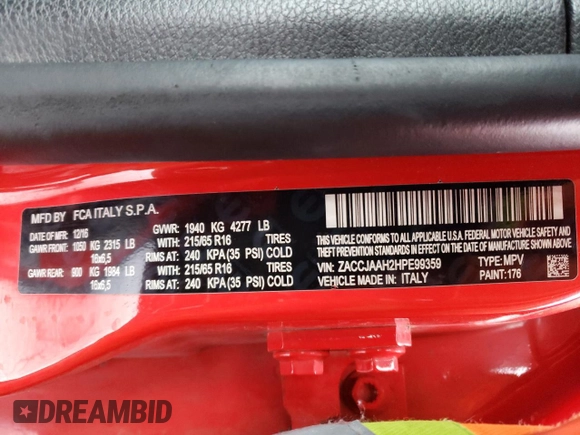 MFD BY FCA ITALY S.P.A.
DATE OF MFR 12/16 GVWR: 1940 KG 4277 LB
GAWR FRONT: 1050 KG 2315 LB WITH: 215/65 R16 TIRES
16x6,5 RIMS AT: 240 KPA (35 PSI) COLD
GAWR REAR: 900 KG 1984 LB WITH: 215/65 R16 TIRES
16x6,5 RIMS AT: 240 KPA (35 PSI) COLD
THIS VEHICLE CONFORMS TO ALL APPLICABLE U.S.A. FEDERAL MOTOR VEHICLE SAFETY AND
THEFT PREVENTION STANDARDS IN EFFECT ON THE DATE OF MANUFACTURE SHOWN ABOVE.
VIN: ZACCJAAH2HPE99359 TYPE: MPV
VEHICLE MADE IN: ITALY PAINT: 176
DREAMBID